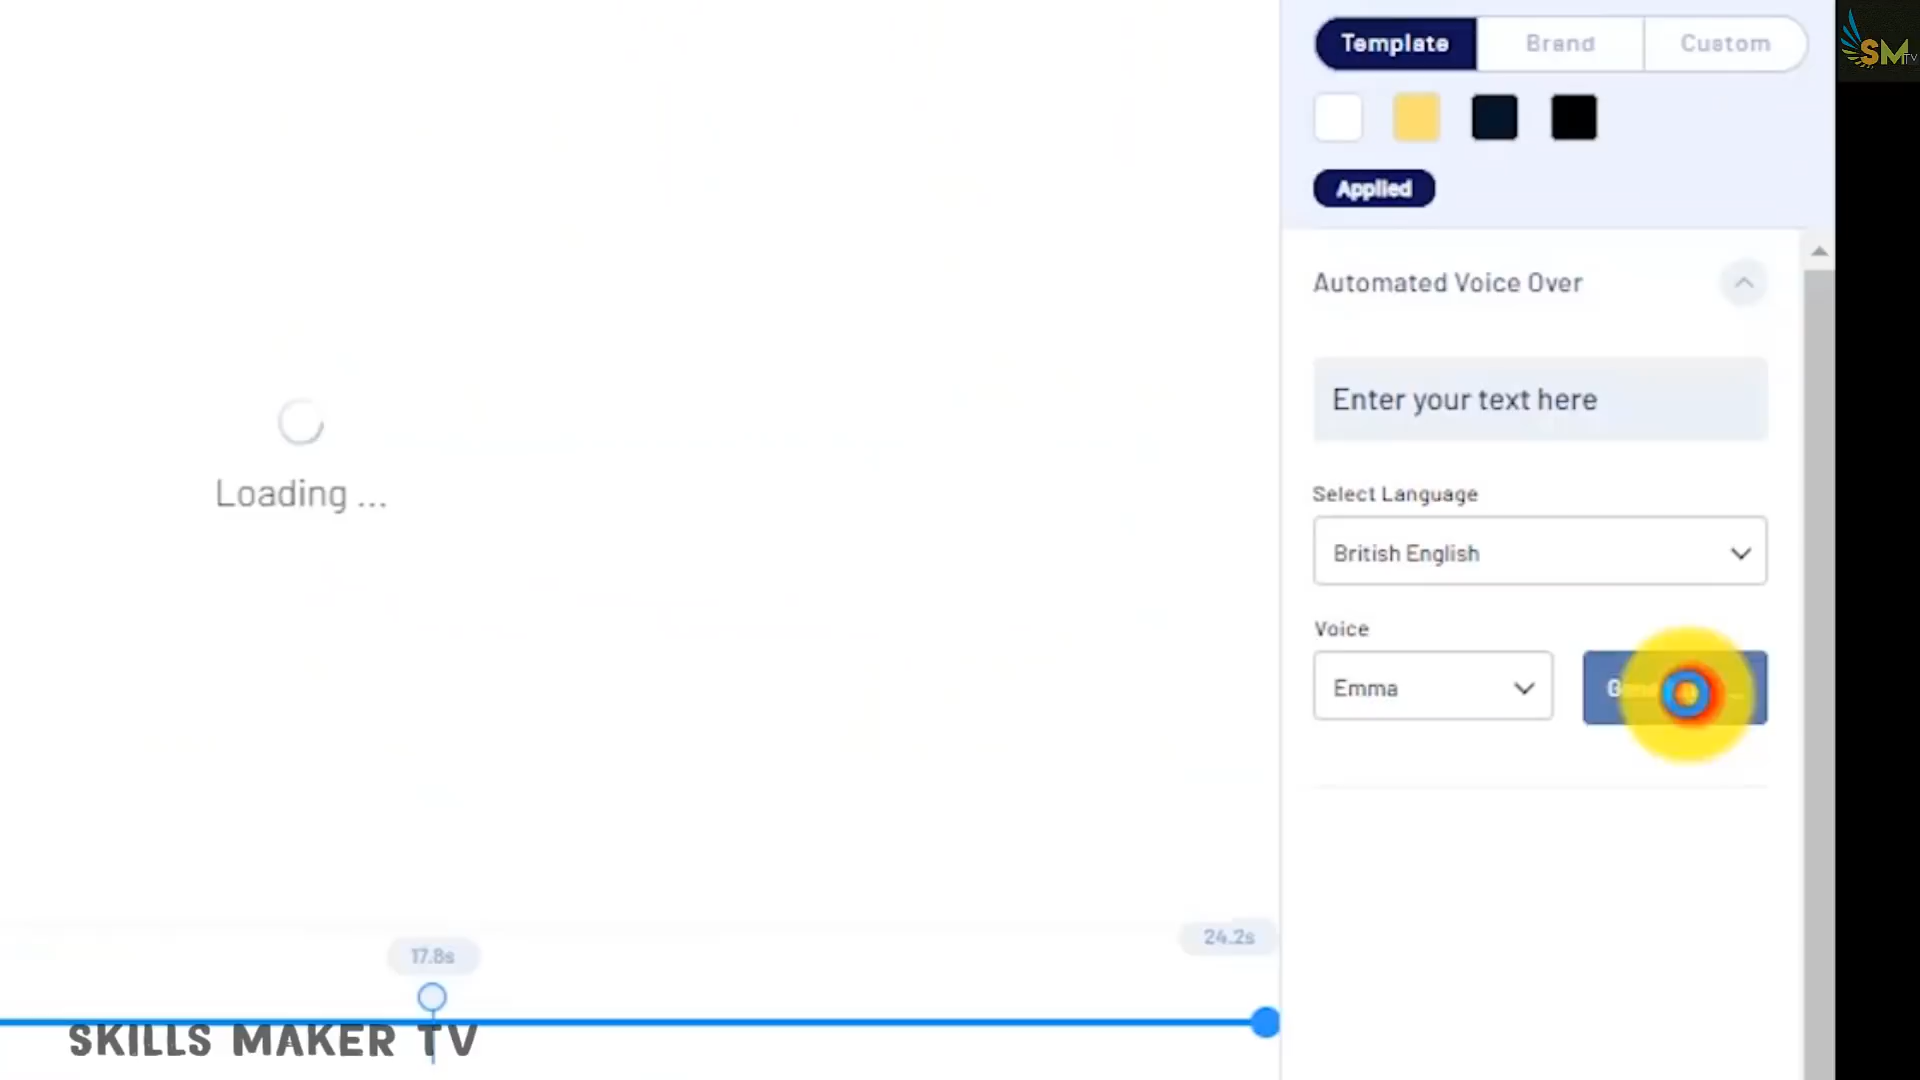 Template Brand Custom
SM TV
Applied
Automated Voice Over
Enter your text here
Select Language
British English
Voice
Emma
Loading ...
17.8s
24.2s
SKILLS MAKER TV